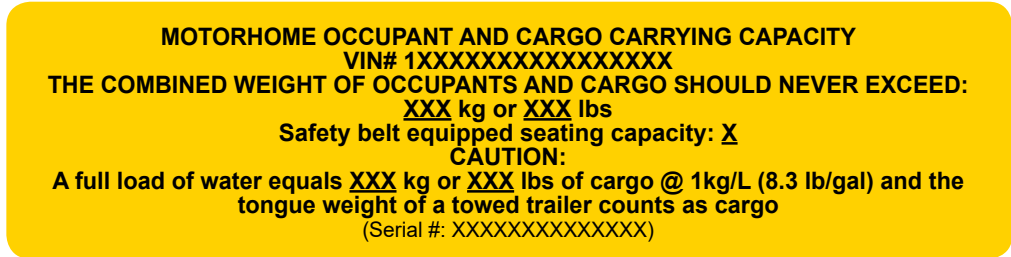 MOTORHOME OCCUPANT AND CARGO CARRYING CAPACITY
VIN# 1XXXXXXXXXXXXXXXX
THE COMBINED WEIGHT OF OCCUPANTS AND CARGO SHOULD NEVER EXCEED:
XXX kg or XXX lbs
Safety belt equipped seating capacity: X
CAUTION:
A full load of water equals XXX kg or XXX lbs of cargo @ 1kg/L (8.3 lb/gal) and the
tongue weight of a towed trailer counts as cargo
(Serial #: XXXXXXXXXXXXXX)